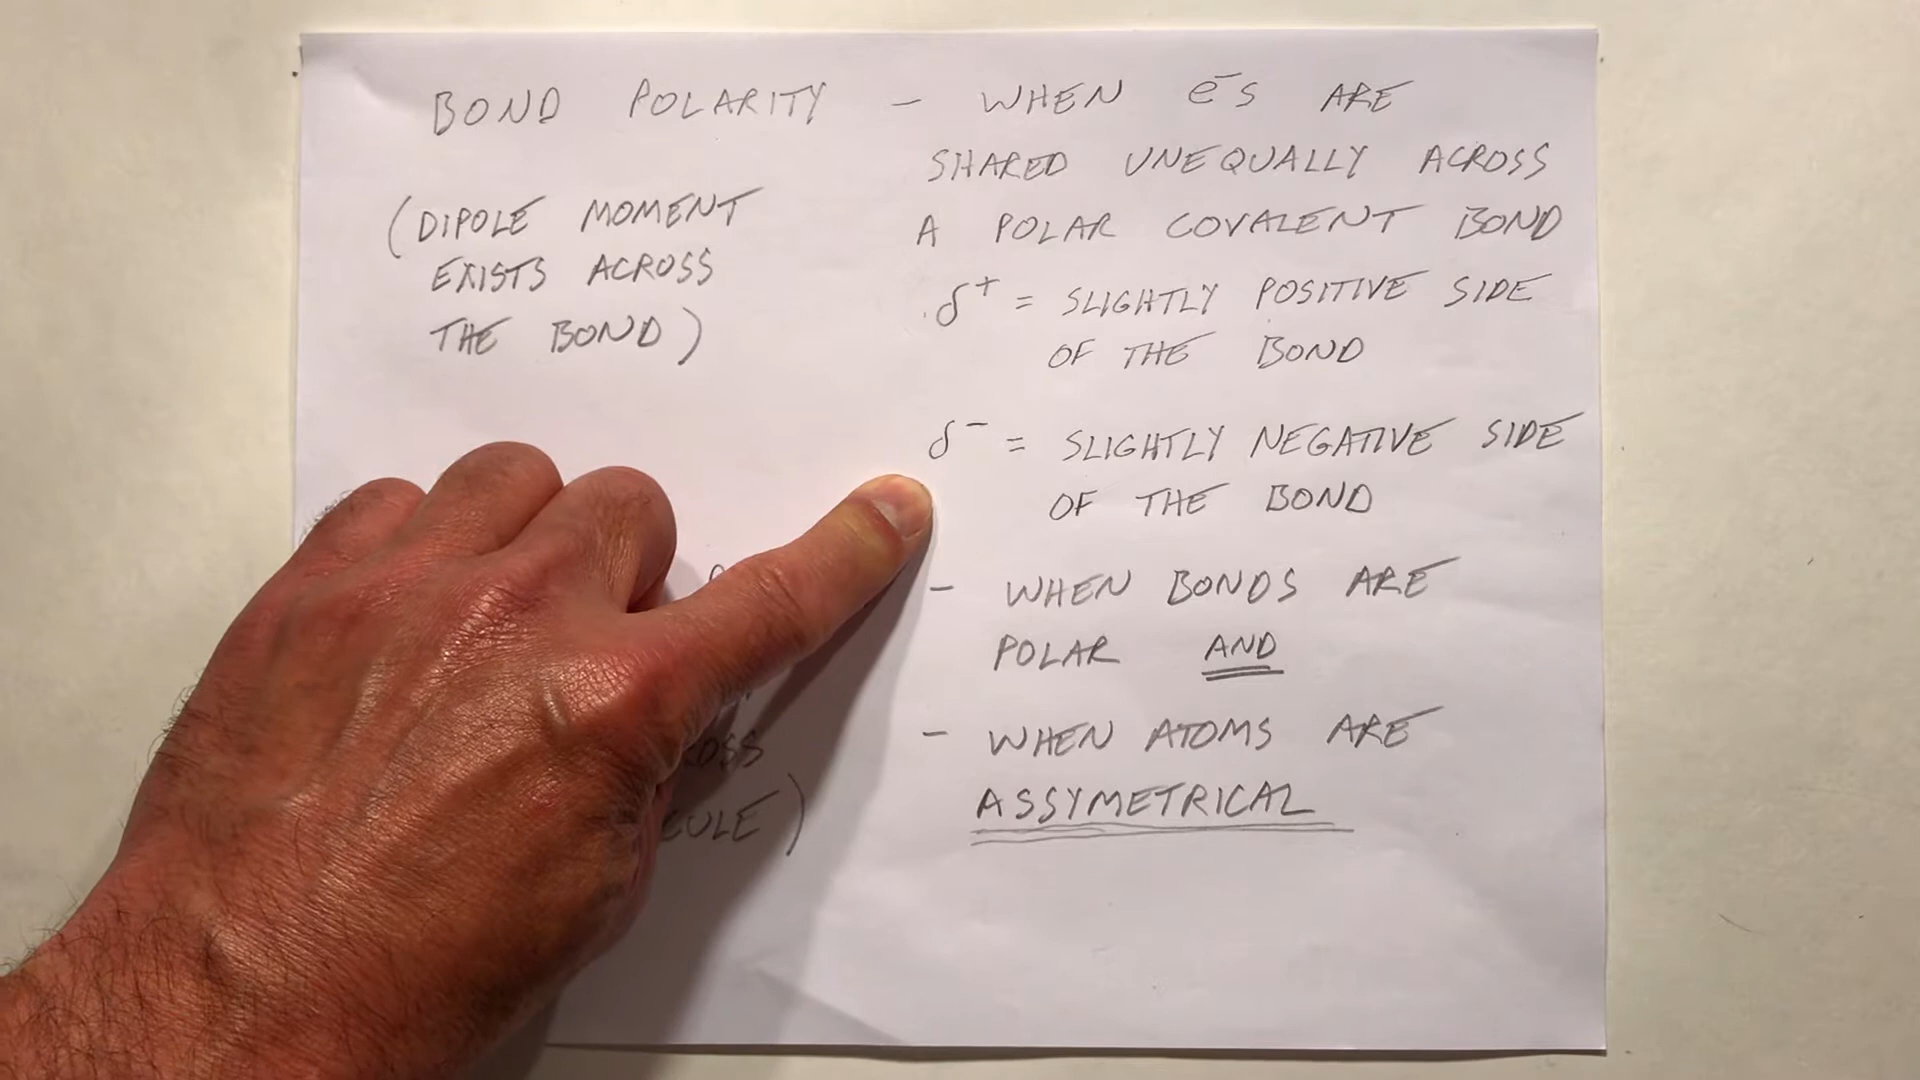 BOND POLARITY - WHEN e⁻s ARE
SHARED UNEQUALLY ACROSS
A POLAR COVALENT BOND
(DIPOLE MOMENT
EXISTS ACROSS
THE BOND)
δ⁺ = SLIGHTLY POSITIVE SIDE
OF THE BOND
δ⁻ = SLIGHTLY NEGATIVE SIDE
OF THE BOND
- WHEN BONDS ARE
POLAR AND
- WHEN ATOMS ARE
ASSYMETRICAL